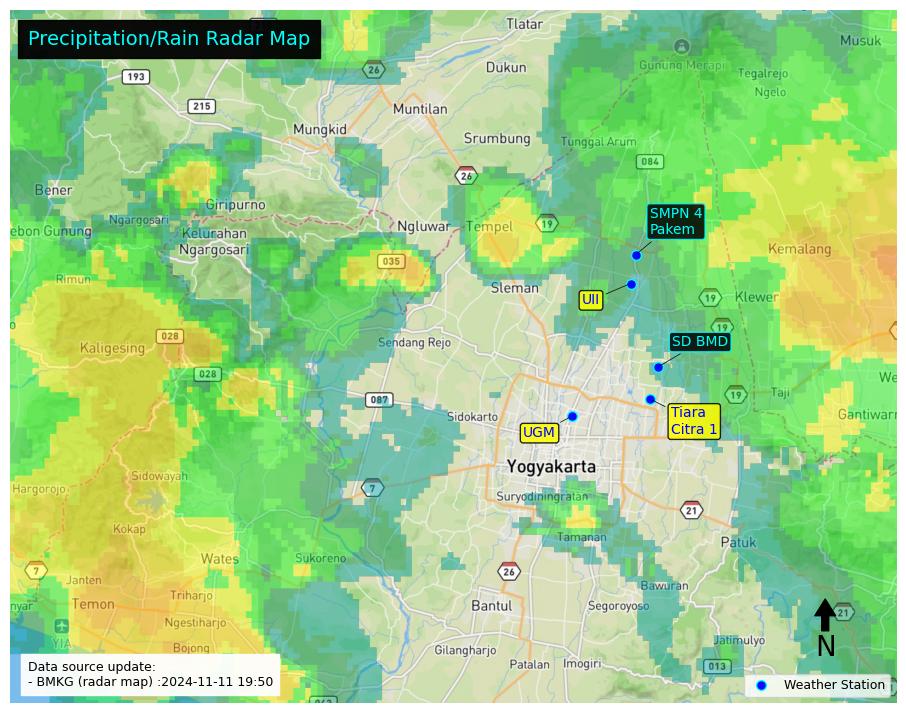 Precipitation/Rain Radar Map
Tlatar
Musuk
Gunung Merapi
Tegalrejo
Ngelo
193
26
Dukun
215
Muntilan
Mungkid
Srumbung
Tunggal Arum
084
26
Bener
Giripurno
Ngargosari
ebon Gunung
Kelurahan
Ngargosari
Ngluwar
Tempel
19
SMPN 4
Pakem
Kemalang
Rimun
035
Sleman
UII
19
Klewer
028
Kaligesing
Sendang Rejo
19
SD BMD
028
087
Sidokarto
19
Taji
We
Gantiwarn
Tiara
Citra 1
UGM
Yogyakarta
Sidowayah
Hargorojo
7
Suryodiningratan
21
Kokap
Tamanan
Patuk
Wates
Sukoreno
7
Janten
26
Bawuran
Temon
Triharjo
Bantul
Segoroyoso
nyar
21
Ngestiharjo
YIA
Bojong
Gilangharjo
Jatimulyo
N
Patalan
Imogiri
013
Data source update:
- BMKG (radar map) :2024-11-11 19:50
Weather Station